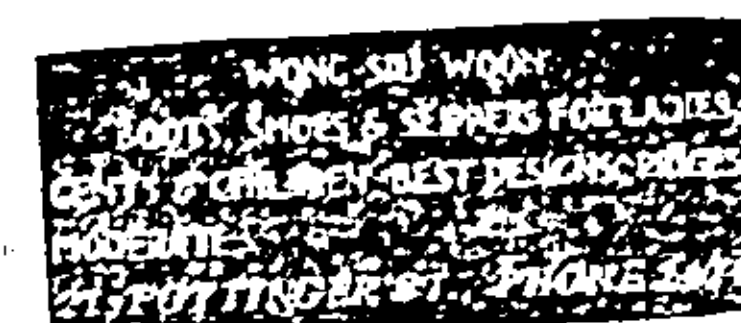 WONG SUI WOON
BOOTS, SHOES & SLIPPERS FOR LADIES,
GENTS & CHILDREN BEST DESIGNS & PRICES
MODERATE
POTTINGER ST. PHONE